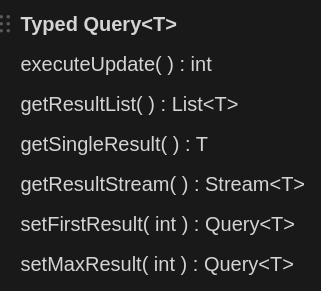 Typed Query<T>
executeUpdate( ) : int
getResultList( ) : List<T>
getSingleResult( ) : T
getResultStream( ) : Stream<T>
setFirstResult( int ) : Query<T>
setMaxResult( int ) : Query<T>